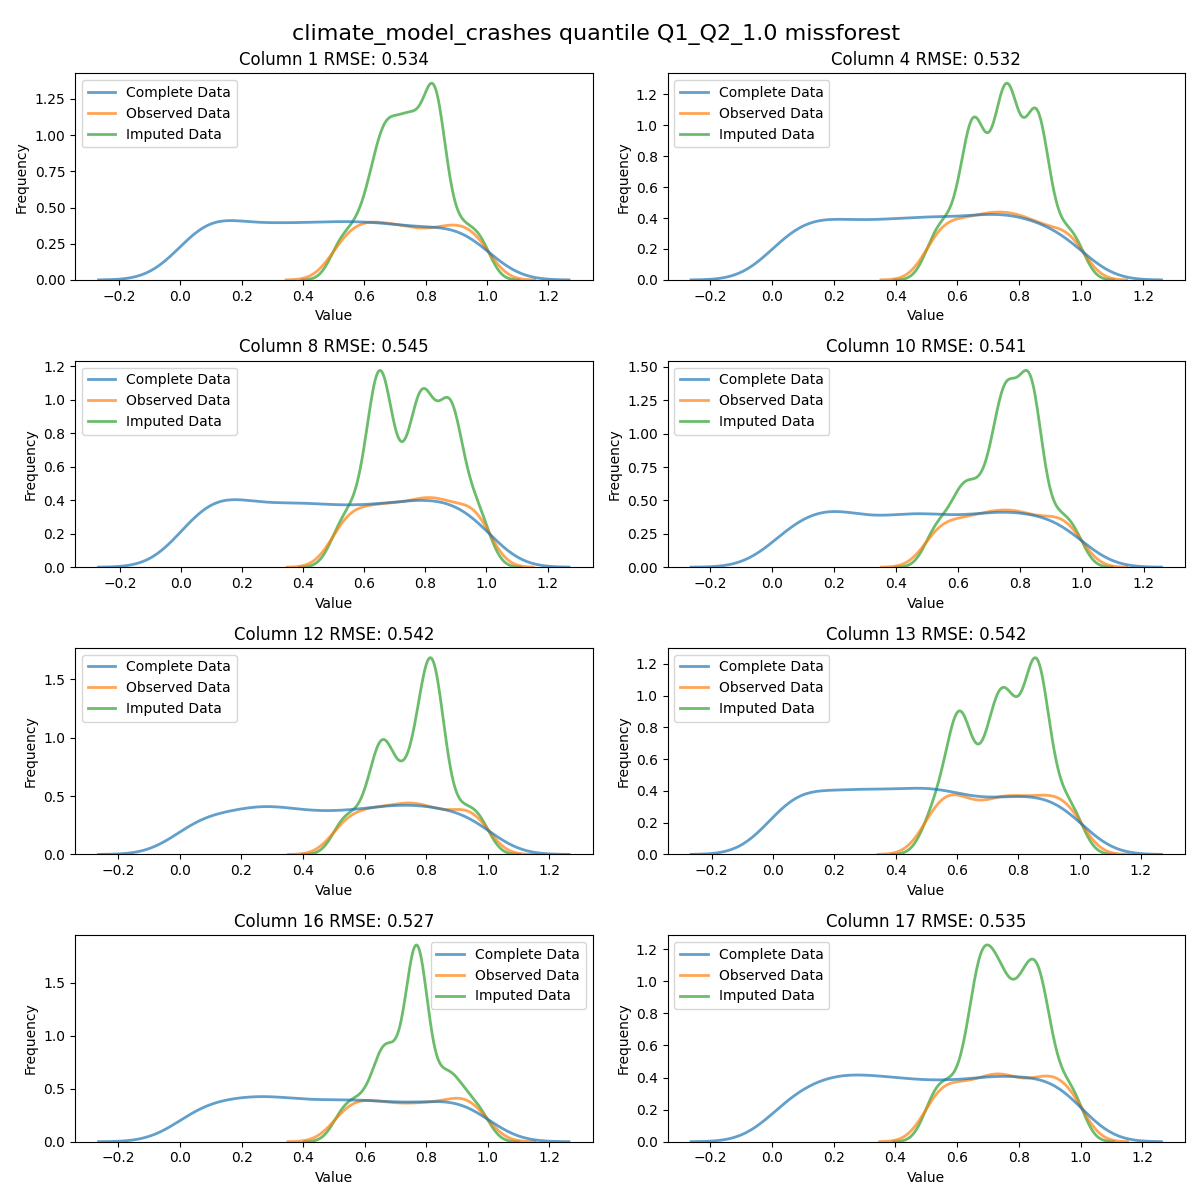 climate_model_crashes quantile Q1_Q2_1.0 missforest
Column 1 RMSE: 0.534
Complete Data
Observed Data
Imputed Data
Frequency
0.00
0.25
0.50
0.75
1.00
1.25
−0.2 0.0 0.2 0.4 0.6 0.8 1.0 1.2
Value
Column 4 RMSE: 0.532
Complete Data
Observed Data
Imputed Data
Frequency
0.0
0.2
0.4
0.6
0.8
1.0
1.2
−0.2 0.0 0.2 0.4 0.6 0.8 1.0 1.2
Value
Column 8 RMSE: 0.545
Complete Data
Observed Data
Imputed Data
Frequency
0.0
0.2
0.4
0.6
0.8
1.0
1.2
−0.2 0.0 0.2 0.4 0.6 0.8 1.0 1.2
Value
Column 10 RMSE: 0.541
Complete Data
Observed Data
Imputed Data
Frequency
0.00
0.25
0.50
0.75
1.00
1.25
1.50
−0.2 0.0 0.2 0.4 0.6 0.8 1.0 1.2
Value
Column 12 RMSE: 0.542
Complete Data
Observed Data
Imputed Data
Frequency
0.0
0.5
1.0
1.5
−0.2 0.0 0.2 0.4 0.6 0.8 1.0 1.2
Value
Column 13 RMSE: 0.542
Complete Data
Observed Data
Imputed Data
Frequency
0.0
0.2
0.4
0.6
0.8
1.0
1.2
−0.2 0.0 0.2 0.4 0.6 0.8 1.0 1.2
Value
Column 16 RMSE: 0.527
Complete Data
Observed Data
Imputed Data
Frequency
0.0
0.5
1.0
1.5
−0.2 0.0 0.2 0.4 0.6 0.8 1.0 1.2
Value
Column 17 RMSE: 0.535
Complete Data
Observed Data
Imputed Data
Frequency
0.0
0.2
0.4
0.6
0.8
1.0
1.2
−0.2 0.0 0.2 0.4 0.6 0.8 1.0 1.2
Value